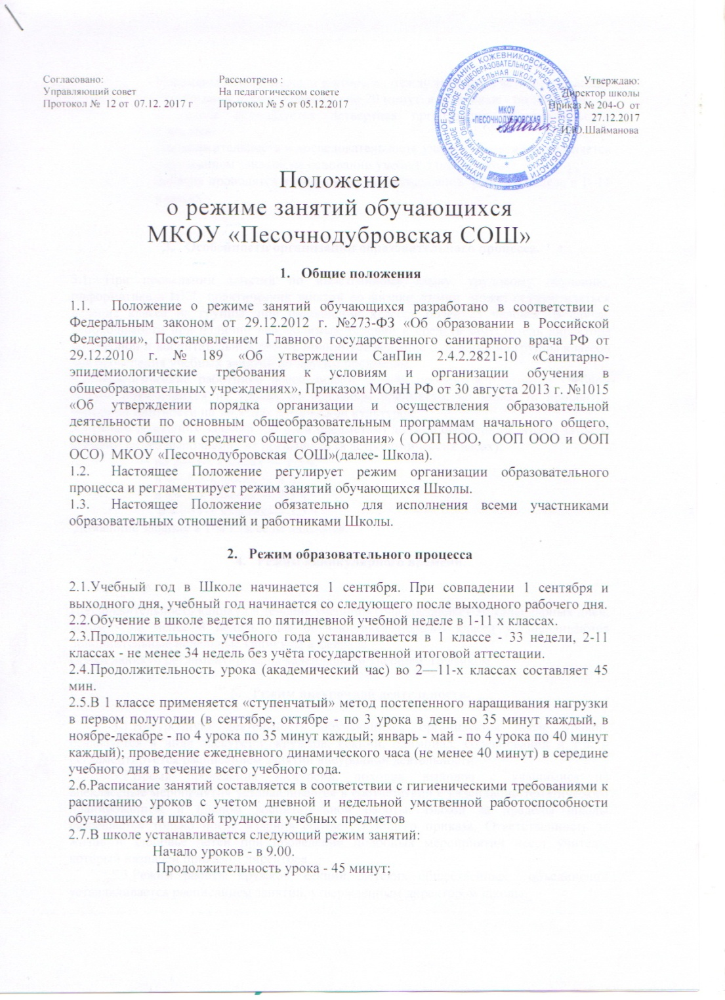 Согласовано:
Управляющий совет
Протокол № 12 от 07.12. 2017 г
Рассмотрено :
На педагогическом совете
Протокол № 5 от 05.12.2017
Утверждаю:
Директор школы
Приказ № 204-О от
27.12.2017
И.Ю.Шайманова
МУНИЦИПАЛЬНОЕ ОБРАЗОВАНИЕ КОЖЕВНИКОВСКИЙ РАЙОН ТОМСКОЙ ОБЛАСТИ
МУНИЦИПАЛЬНОЕ КАЗЕННОЕ ОБЩЕОБРАЗОВАТЕЛЬНОЕ УЧРЕЖДЕНИЕ ПЕСОЧНОДУБРОВСКАЯ
СРЕДНЯЯ ОБЩЕОБРАЗОВАТЕЛЬНАЯ ШКОЛА
МКОУ
«ПЕСОЧНОДУБРОВСКАЯ
СОШ»
Положение
о режиме занятий обучающихся
МКОУ «Песочнодубровская СОШ»
1. Общие положения
1.1. Положение о режиме занятий обучающихся разработано в соответствии с
Федеральным законом от 29.12.2012 г. №273-ФЗ «Об образовании в Российской
Федерации», Постановлением Главного государственного санитарного врача РФ от
29.12.2010 г. № 189 «Об утверждении СанПин 2.4.2.2821-10 «Санитарно-
эпидемиологические требования к условиям и организации обучения в
общеобразовательных учреждениях», Приказом МОиН РФ от 30 августа 2013 г. №1015
«Об утверждении порядка организации и осуществления образовательной
деятельности по основным общеобразовательным программам начального общего,
основного общего и среднего общего образования» ( ООП НОО, ООП ООО и ООП
ОСО) МКОУ «Песочнодубровская СОШ»(далее- Школа).
1.2. Настоящее Положение регулирует режим организации образовательного
процесса и регламентирует режим занятий обучающихся Школы.
1.3. Настоящее Положение обязательно для исполнения всеми участниками
образовательных отношений и работниками Школы.
2. Режим образовательного процесса
2.1.Учебный год в Школе начинается 1 сентября. При совпадении 1 сентября и
выходного дня, учебный год начинается со следующего после выходного рабочего дня.
2.2.Обучение в школе ведется по пятидневной учебной неделе в 1-11 х классах.
2.3.Продолжительность учебного года устанавливается в 1 классе - 33 недели, 2-11
классах - не менее 34 недель без учёта государственной итоговой аттестации.
2.4.Продолжительность урока (академический час) во 2—11-х классах составляет 45
мин.
2.5.В 1 классе применяется «ступенчатый» метод постепенного наращивания нагрузки
в первом полугодии (в сентябре, октябре - по 3 урока в день но 35 минут каждый, в
ноябре-декабре - по 4 урока по 35 минут каждый; январь - май - по 4 урока по 40 минут
каждый); проведение ежедневного динамического часа (не менее 40 минут) в середине
учебного дня в течение всего учебного года.
2.6.Расписание занятий составляется в соответствии с гигиеническими требованиями к
расписанию уроков с учетом дневной и недельной умственной работоспособности
обучающихся и шкалой трудности учебных предметов
2.7.В школе устанавливается следующий режим занятий:
Начало уроков - в 9.00.
Продолжительность урока - 45 минут;